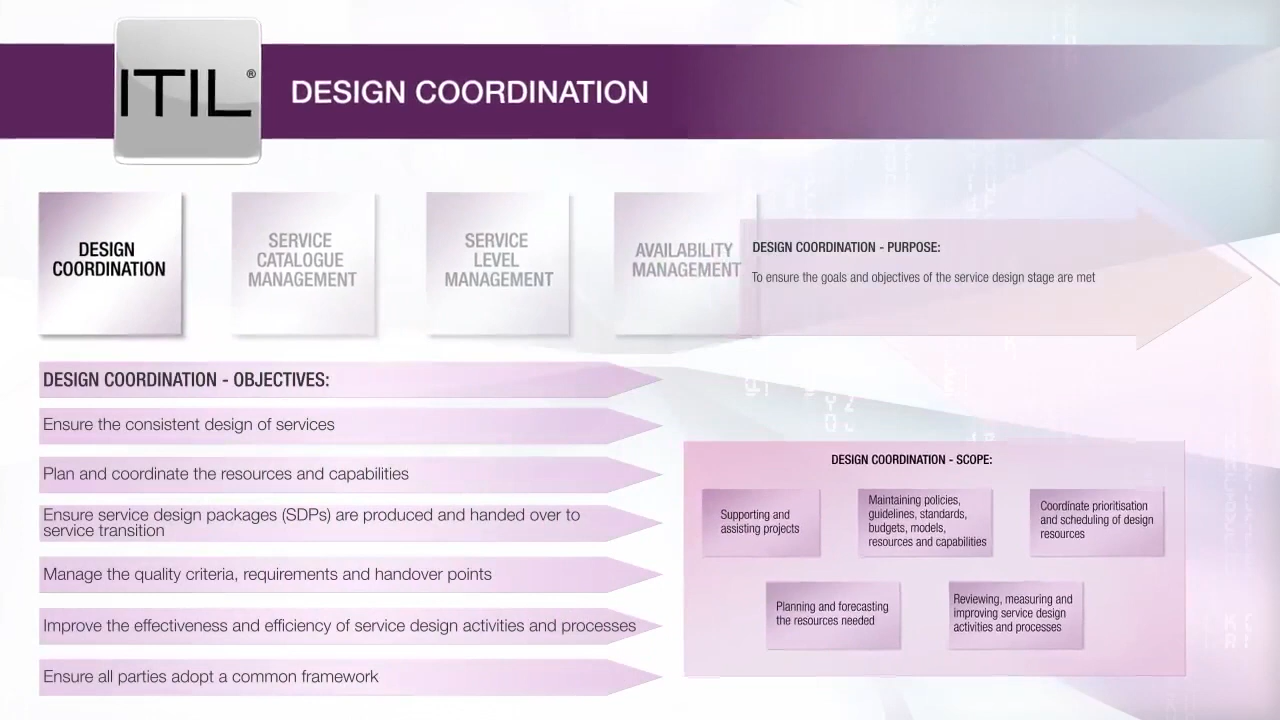 ITIL®
DESIGN COORDINATION
DESIGN
COORDINATION
SERVICE
CATALOGUE
MANAGEMENT
SERVICE
LEVEL
MANAGEMENT
AVAILABILITY
MANAGEMENT
DESIGN COORDINATION - PURPOSE:
To ensure the goals and objectives of the service design stage are met
DESIGN COORDINATION - OBJECTIVES:
Ensure the consistent design of services
Plan and coordinate the resources and capabilities
Ensure service design packages (SDPs) are produced and handed over to
service transition
Manage the quality criteria, requirements and handover points
Improve the effectiveness and efficiency of service design activities and processes
Ensure all parties adopt a common framework
DESIGN COORDINATION - SCOPE:
Supporting and
assisting projects
Maintaining policies,
guidelines, standards,
budgets, models,
resources and capabilities
Coordinate prioritisation
and scheduling of design
resources
Planning and forecasting
the resources needed
Reviewing, measuring and
improving service design
activities and processes